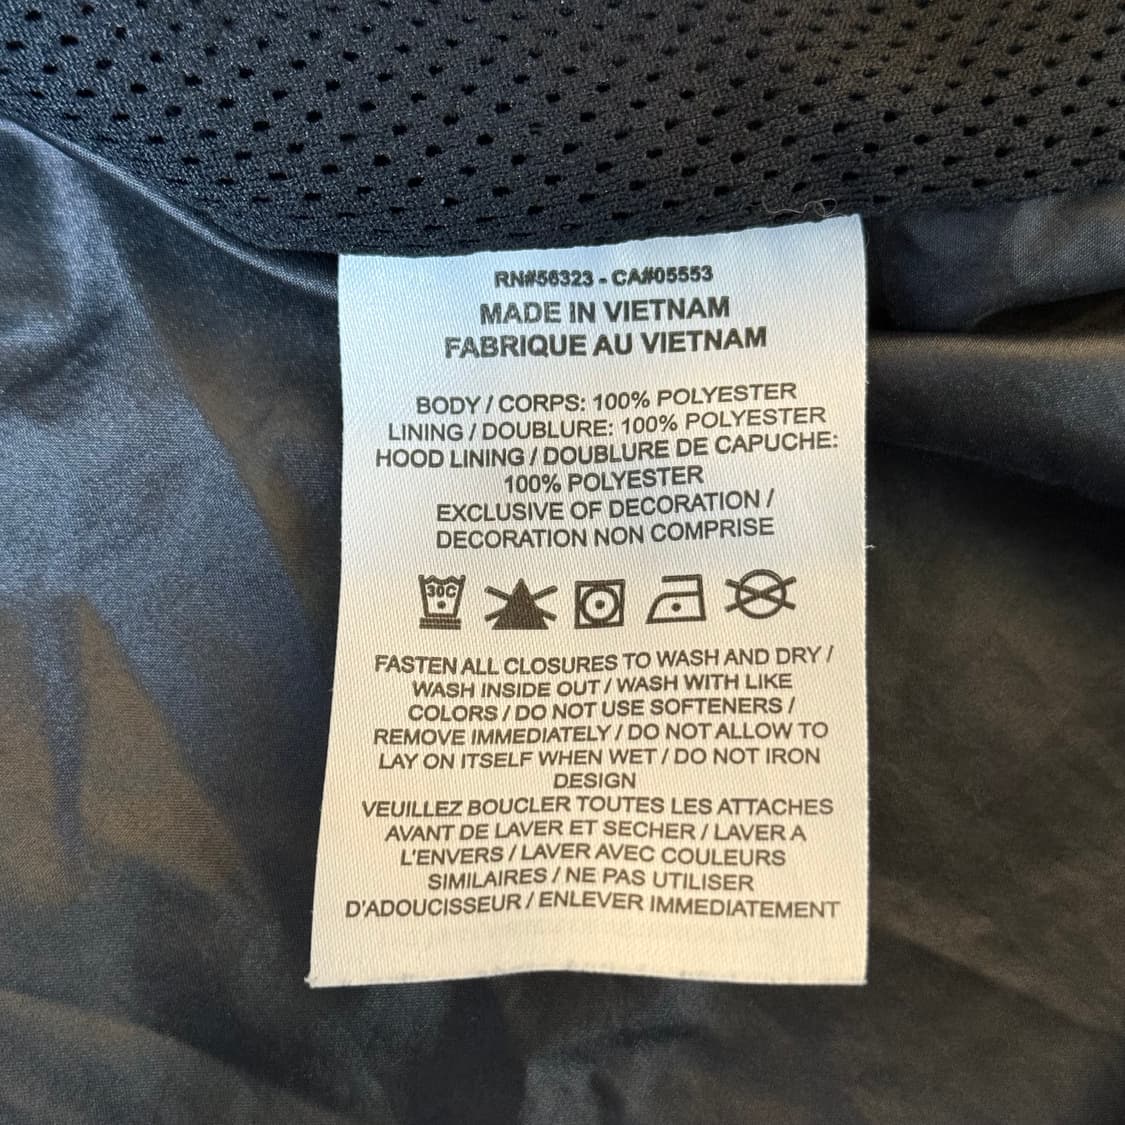 RN#56323 - CA#05553
MADE IN VIETNAM
FABRIQUE AU VIETNAM
BODY / CORPS: 100% POLYESTER
LINING / DOUBLURE: 100% POLYESTER
HOOD LINING / DOUBLURE DE CAPUCHE:
100% POLYESTER
EXCLUSIVE OF DECORATION /
DECORATION NON COMPRISE
30C
FASTEN ALL CLOSURES TO WASH AND DRY /
WASH INSIDE OUT / WASH WITH LIKE
COLORS / DO NOT USE SOFTENERS /
REMOVE IMMEDIATELY / DO NOT ALLOW TO
LAY ON ITSELF WHEN WET / DO NOT IRON
DESIGN
VEUILLEZ BOUCLER TOUTES LES ATTACHES
AVANT DE LAVER ET SECHER / LAVER A
L'ENVERS / LAVER AVEC COULEURS
SIMILAIRES / NE PAS UTILISER
D'ADOUCISSEUR / ENLEVER IMMEDIATEMENT